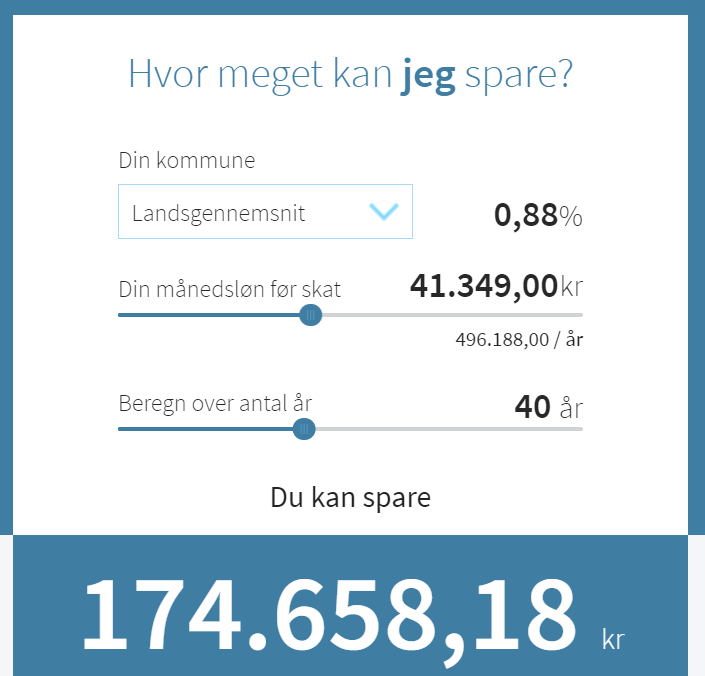 Hvor meget kan jeg spare?
Din kommune
Landsgennemsnit
0,88%
Din månedsløn før skat
41.349,00kr
496.188,00 / år
Beregn over antal år
40 år
Du kan spare
174.658,18 kr